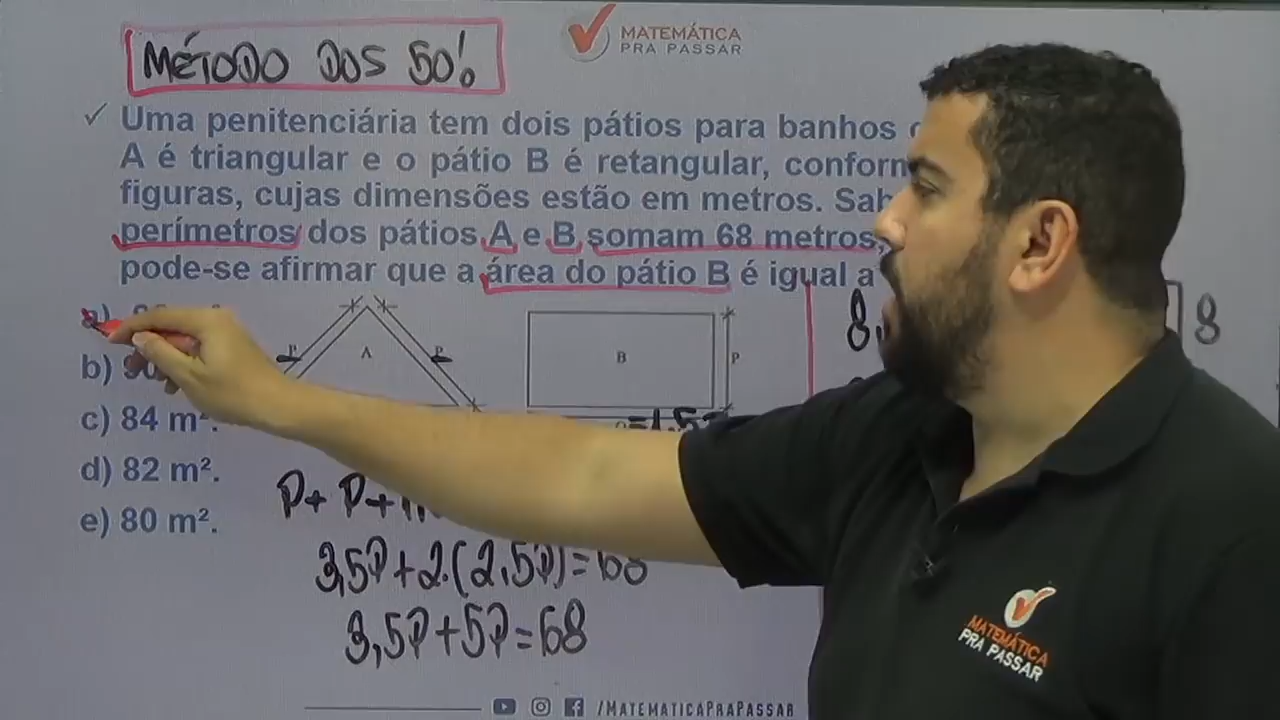 MÉTODO DOS 50!
MATEMÁTICA
PRA PASSAR
✓ Uma penitenciária tem dois pátios para banhos
A é triangular e o pátio B é retangular,
figuras, cujas dimensões estão em metros.
perímetros dos pátios A e B somam 68 metros,
pode-se afirmar que a área do pátio B é igual a
a)
b)
c) 84 m².
d) 82 m².
e) 80 m².
P A P
B P
8
P + P +
3,5P + 2.(2,5P) = 68
3,5P + 5P = 68
MATEMÁTICA
PRA PASSAR
/MATEMATICAPRAPASSAR